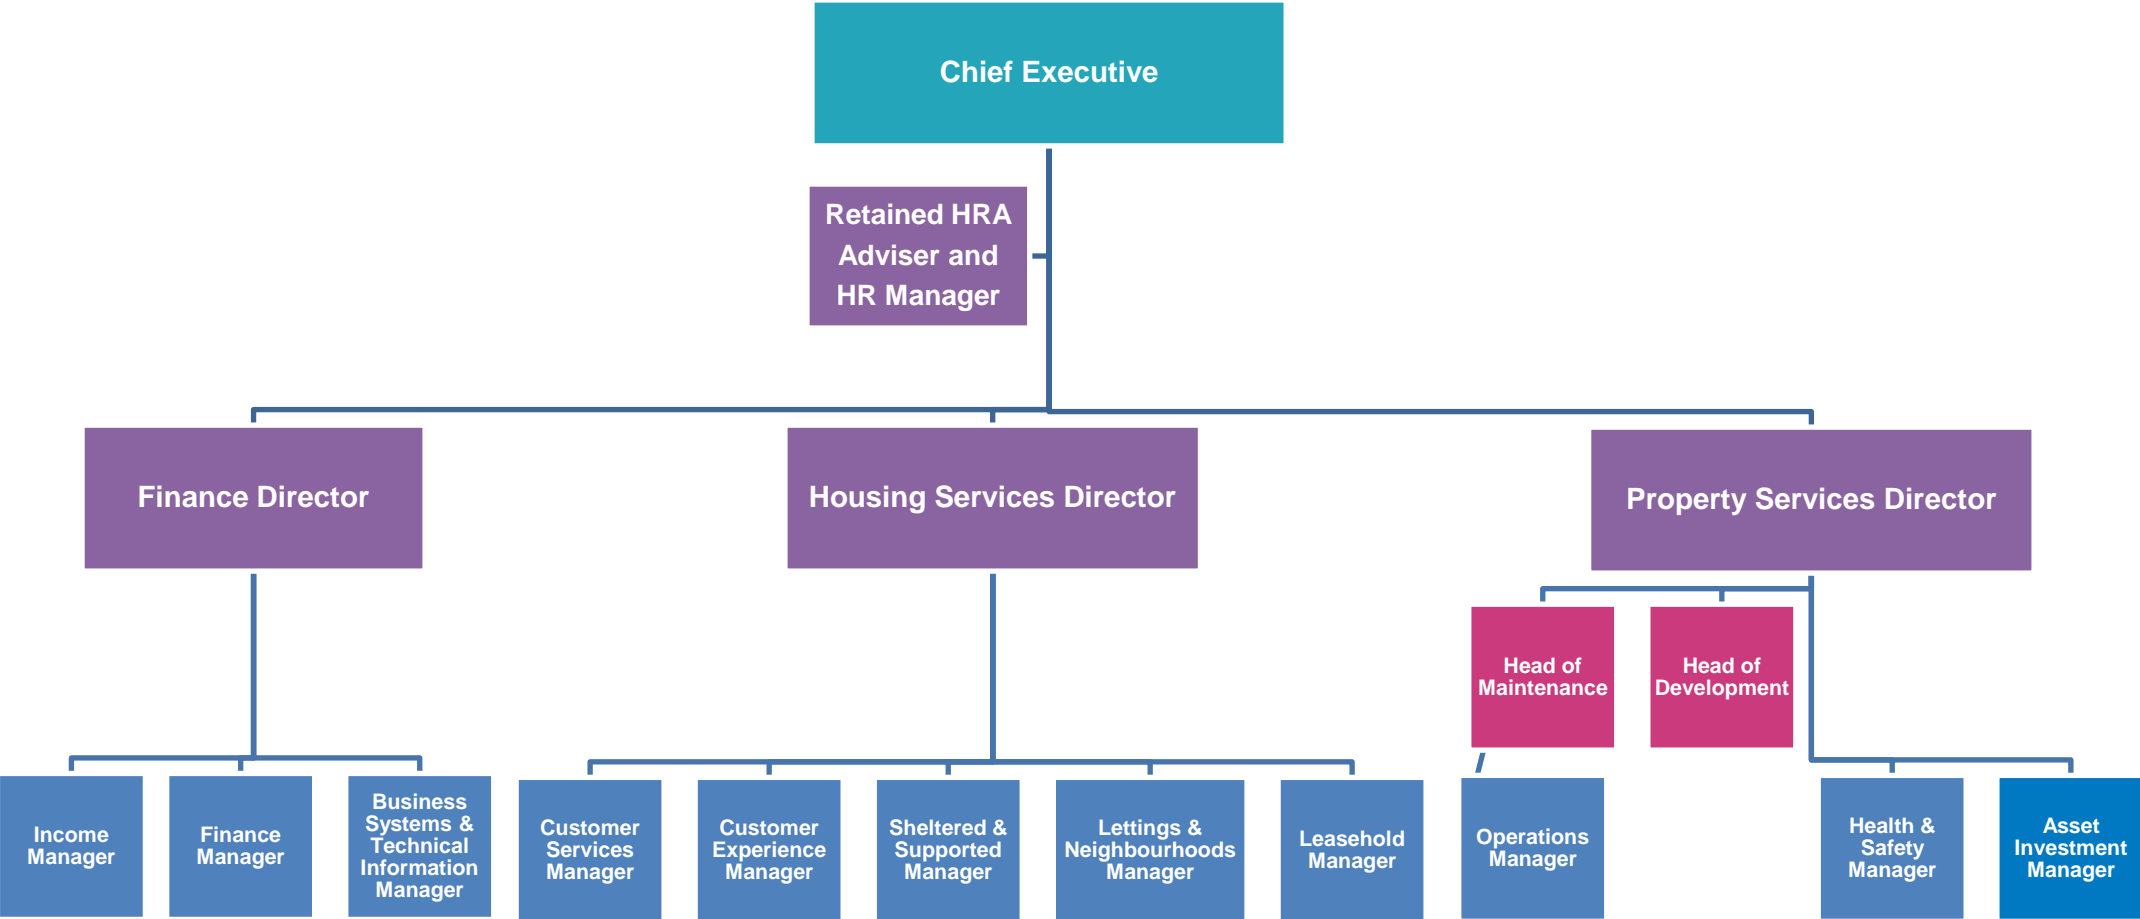 Chief Executive
Retained HRA
Adviser and
HR Manager
Finance Director
Housing Services Director
Property Services Director
Head of
Maintenance
Head of
Development
Income
Manager
Finance
Manager
Business
Systems &
Technical
Information
Manager
Customer
Services
Manager
Customer
Experience
Manager
Sheltered &
Supported
Manager
Lettings &
Neighbourhoods
Manager
Leasehold
Manager
Operations
Manager
Health &
Safety
Manager
Asset
Investment
Manager